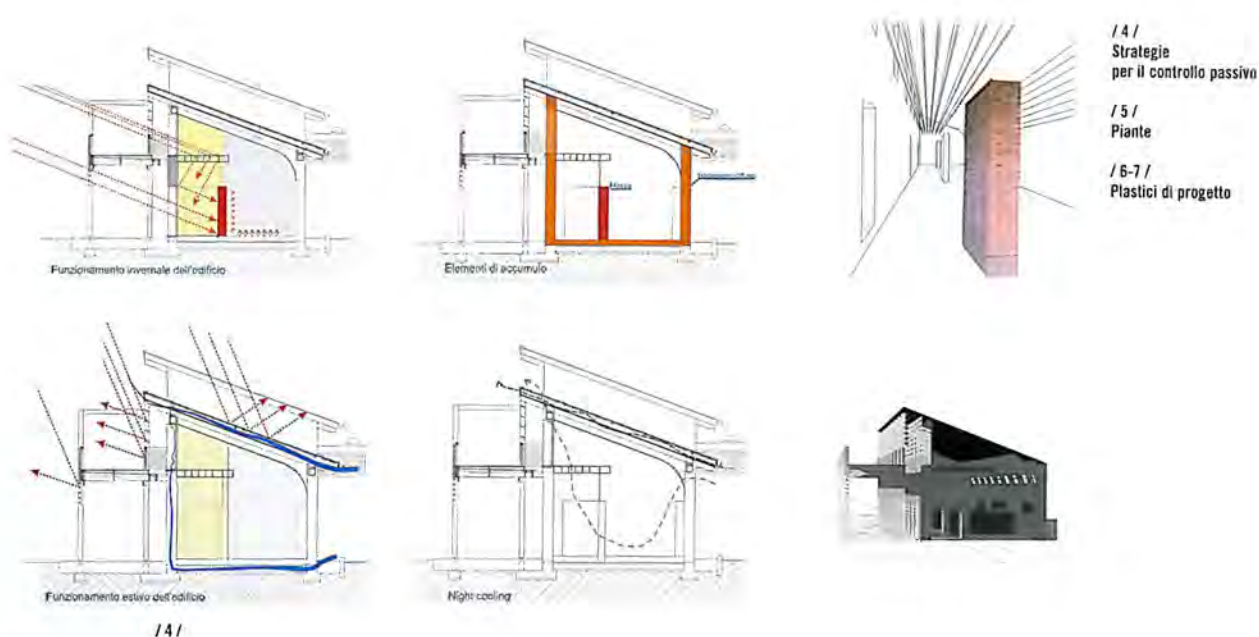 / 4 /
Strategie
per il controllo passivo
/ 5 /
Piante
/ 6-7 /
Plastici di progetto
Funzionamento invernale dell'edificio
Massa
Elementi di accumulo
Funzionamento estivo dell'edificio
Night cooling
/ 4 /